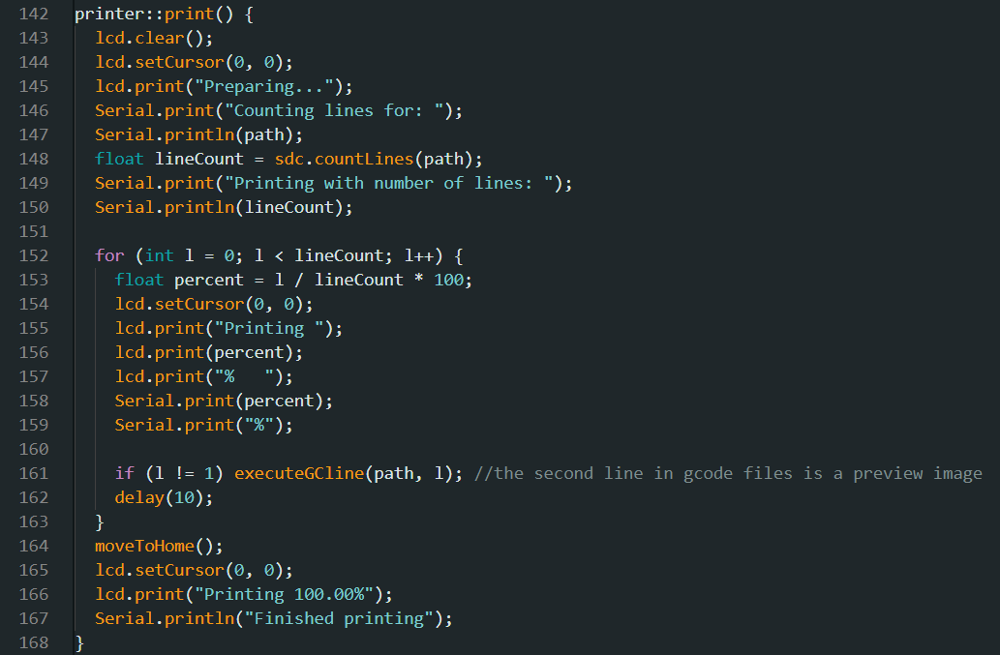 142 printer::print() {
143   lcd.clear();
144   lcd.setCursor(0, 0);
145   lcd.print("Preparing...");
146   Serial.print("Counting lines for: ");
147   Serial.println(path);
148   float lineCount = sdc.countLines(path);
149   Serial.print("Printing with number of lines: ");
150   Serial.println(lineCount);
151
152   for (int l = 0; l < lineCount; l++) {
153     float percent = l / lineCount * 100;
154     lcd.setCursor(0, 0);
155     lcd.print("Printing ");
156     lcd.print(percent);
157     lcd.print("%   ");
158     Serial.print(percent);
159     Serial.print("%");
160
161     if (l != 1) executeGCline(path, l); //the second line in gcode files is a preview image
162     delay(10);
163   }
164   moveToHome();
165   lcd.setCursor(0, 0);
166   lcd.print("Printing 100.00%");
167   Serial.println("Finished printing");
168 }